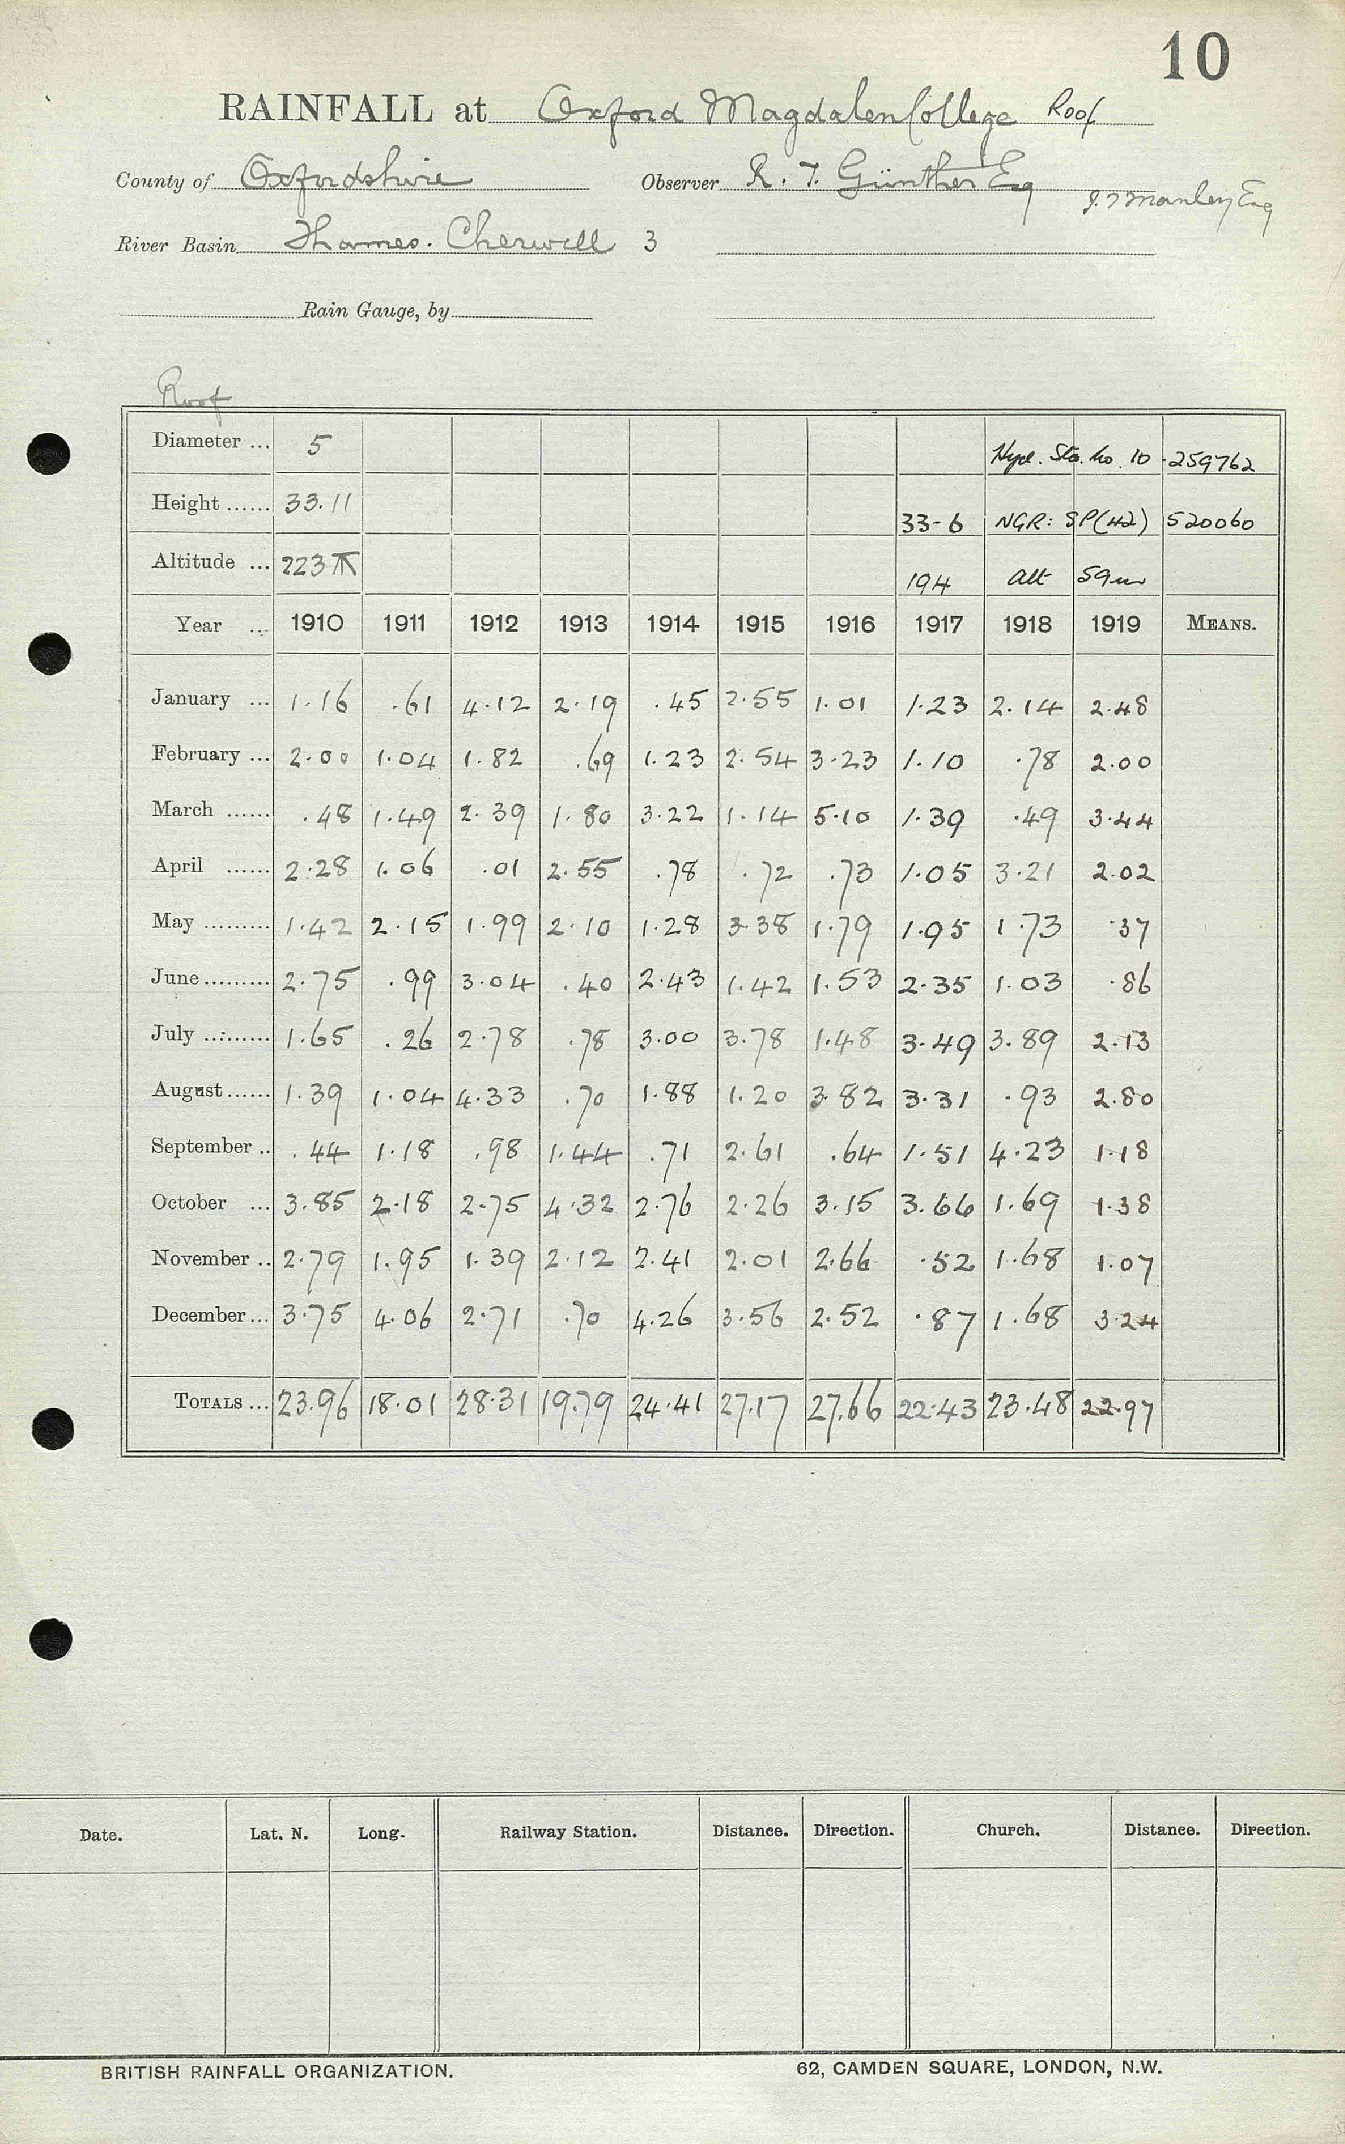 10
RAINFALL at Oxford Magdalen College Roof
County of Oxfordshire Observer R. T. Günther Esq J. J. Manley Esq
River Basin Thames. Cherwell 3
Rain Gauge, by
Roof
Diameter ... 5 Hyd. Sta. No. 10 .259762
Height ...... 33.11 33-6 NGR: SP(42) 520060
Altitude ... 223 194 alt 59m
Year ... 1910 1911 1912 1913 1914 1915 1916 1917 1918 1919 MEANS.
January ... 1.16 .61 4.12 2.19 .45 2.55 1.01 1.23 2.14 2.48
February ... 2.00 1.04 1.82 .69 1.23 2.54 3.23 1.10 .78 2.00
March ...... .48 1.49 2.39 1.80 3.22 1.14 5.10 1.39 .49 3.44
April ...... 2.28 1.06 .01 2.55 .78 .72 .73 1.05 3.21 2.02
May ......... 1.42 2.15 1.99 2.10 1.28 3.38 1.79 1.95 1.73 .37
June ......... 2.75 .99 3.04 .40 2.43 1.42 1.53 2.35 1.03 .86
July ......... 1.65 .26 2.78 .78 3.00 3.78 1.48 3.49 3.89 2.13
August ...... 1.39 1.04 4.33 .70 1.88 1.20 3.82 3.31 .93 2.80
September .. .44 1.18 .98 1.44 .71 2.61 .64 1.51 4.23 1.18
October ... 3.85 2.18 2.75 4.32 2.76 2.26 3.15 3.66 1.69 1.38
November .. 2.79 1.95 1.39 2.12 2.41 2.01 2.66 .52 1.68 1.07
December ... 3.75 4.06 2.71 .70 4.26 3.56 2.52 .87 1.68 3.24
TOTALS ... 23.96 18.01 28.31 19.79 24.41 27.17 27.66 22.43 23.48 22.97
Date. Lat. N. Long. Railway Station. Distance. Direction. Church. Distance. Direction.
BRITISH RAINFALL ORGANIZATION. 62, CAMDEN SQUARE, LONDON, N.W.